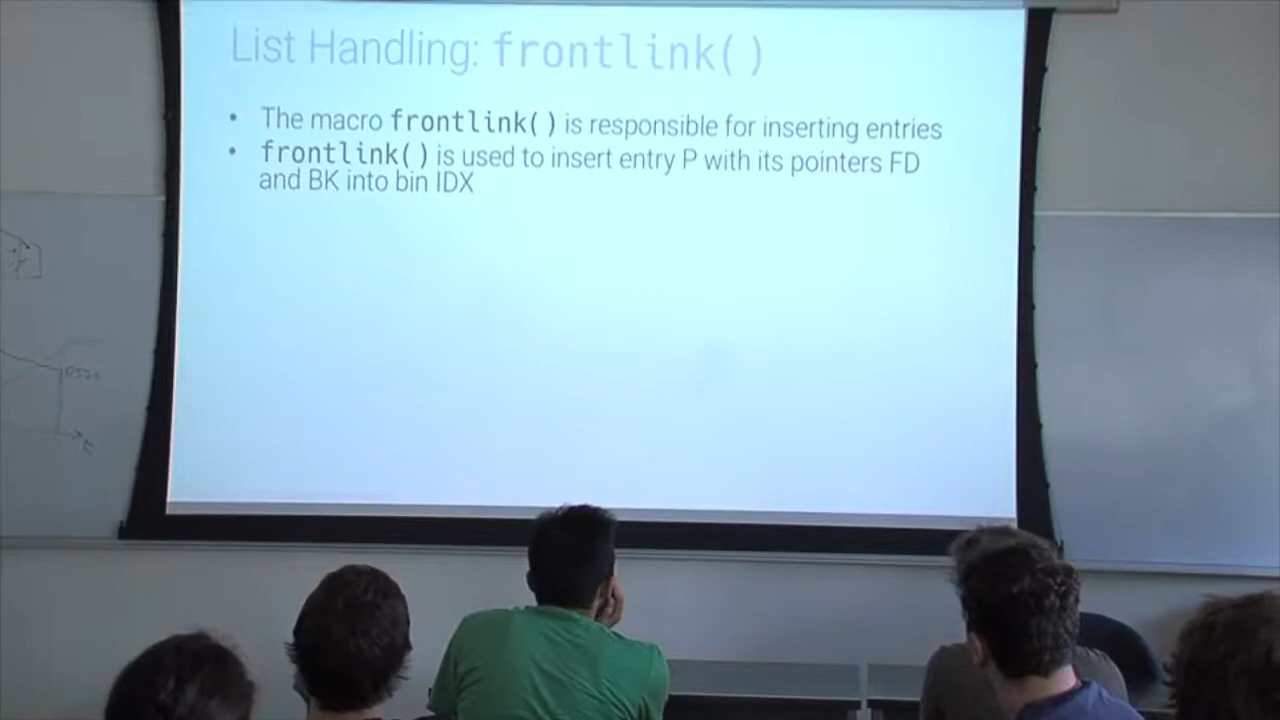 List Handling: frontlink()
• The macro frontlink() is responsible for inserting entries
• frontlink() is used to insert entry P with its pointers FD
and BK into bin IDX